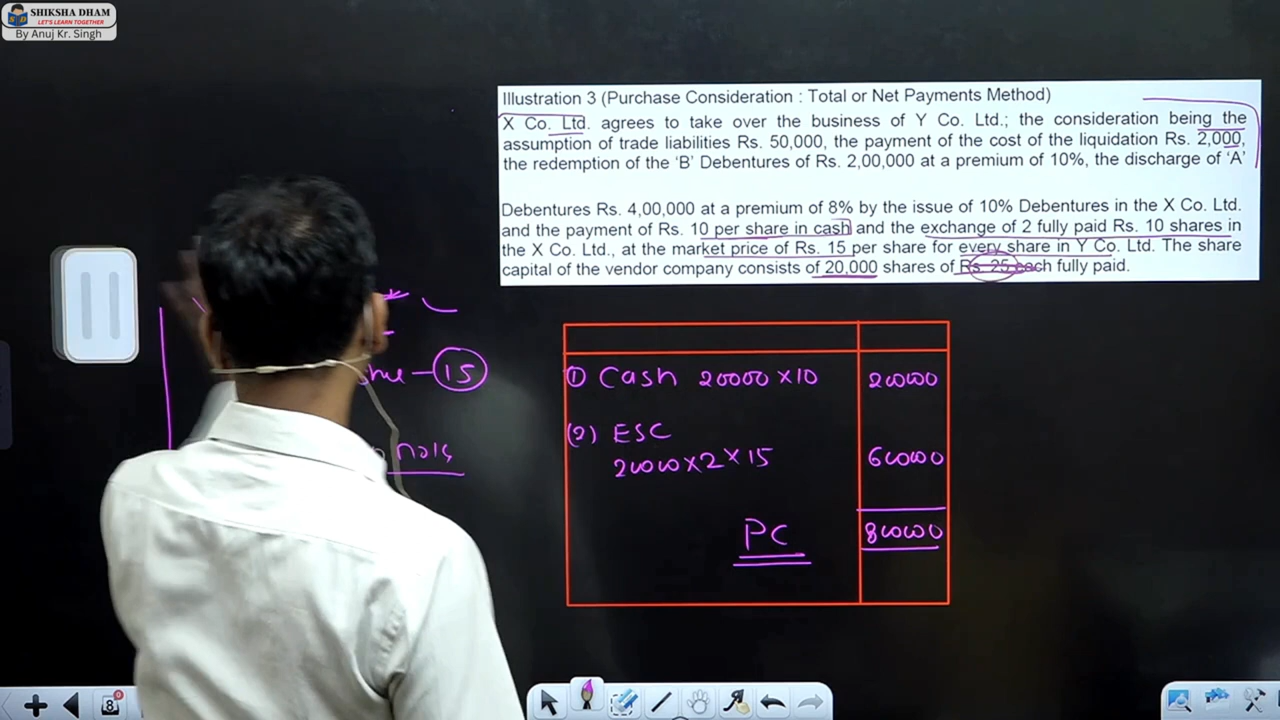 SHIKSHA DHAM
LET'S LEARN TOGETHER
By Anuj Kr. Singh
Illustration 3 (Purchase Consideration : Total or Net Payments Method)
X Co. Ltd. agrees to take over the business of Y Co. Ltd.; the consideration being the
assumption of trade liabilities Rs. 50,000, the payment of the cost of the liquidation Rs. 2,000,
the redemption of the 'B' Debentures of Rs. 2,00,000 at a premium of 10%, the discharge of 'A'
Debentures Rs. 4,00,000 at a premium of 8% by the issue of 10% Debentures in the X Co. Ltd.
and the payment of Rs. 10 per share in cash and the exchange of 2 fully paid Rs. 10 shares in
the X Co. Ltd., at the market price of Rs. 15 per share for every share in Y Co. Ltd. The share
capital of the vendor company consists of 20,000 shares of Rs. 25 each fully paid.
① Cash 20000 × 10 200000
(2) ESC
20000 × 2 × 15 600000
PC 800000
– 15
8